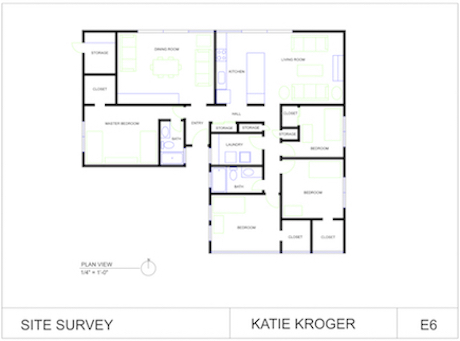 DINING ROOM
STORAGE
LIVING ROOM
KITCHEN
CLOSET
HALL
CLOSET
MASTER BEDROOM
ENTRY
STORAGE
STORAGE
STORAGE
BATH
LAUNDRY
BEDROOM
BATH
BEDROOM
BEDROOM
CLOSET
CLOSET
PLAN VIEW
1/4" = 1'-0"
SITE SURVEY
KATIE KROGER
E6